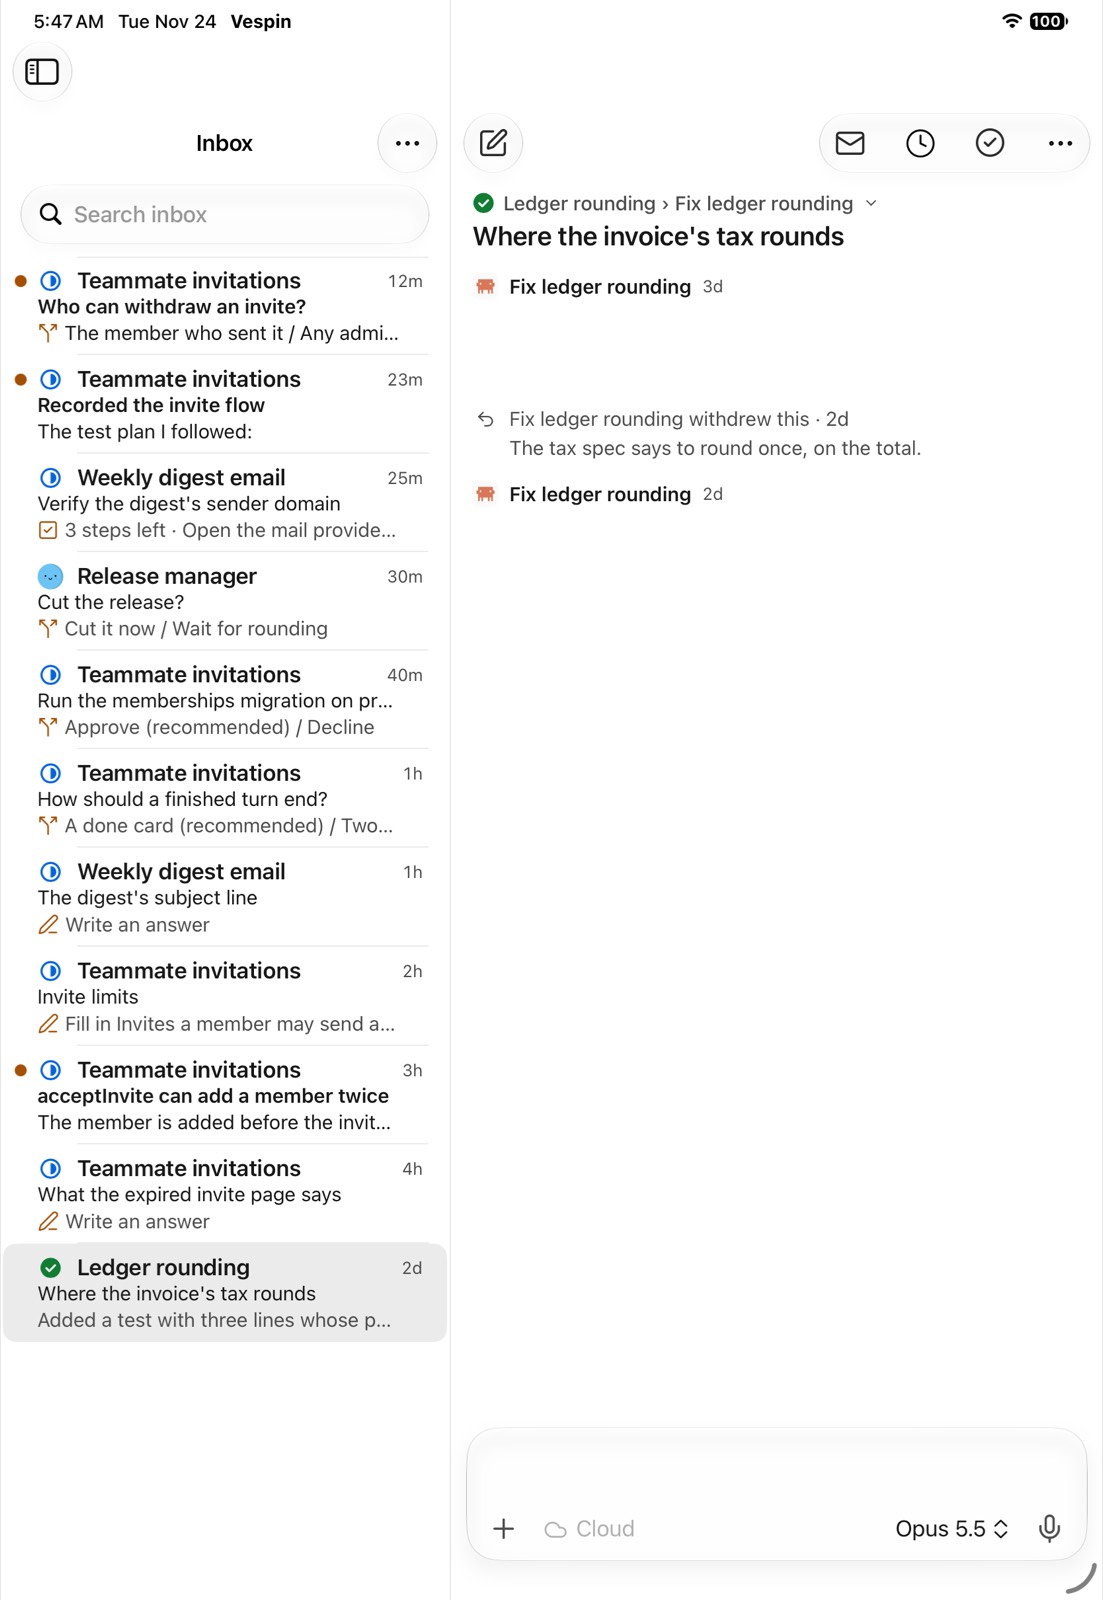 5:47 AM Tue Nov 24 Vespin
100
Inbox
Search inbox
Teammate invitations 12m
Who can withdraw an invite?
The member who sent it / Any admi...
Teammate invitations 23m
Recorded the invite flow
The test plan I followed:
Weekly digest email 25m
Verify the digest's sender domain
3 steps left · Open the mail provide...
Release manager 30m
Cut the release?
Cut it now / Wait for rounding
Teammate invitations 40m
Run the memberships migration on pr...
Approve (recommended) / Decline
Teammate invitations 1h
How should a finished turn end?
A done card (recommended) / Two...
Weekly digest email 1h
The digest's subject line
Write an answer
Teammate invitations 2h
Invite limits
Fill in Invites a member may send a...
Teammate invitations 3h
acceptInvite can add a member twice
The member is added before the invit...
Teammate invitations 4h
What the expired invite page says
Write an answer
Ledger rounding 2d
Where the invoice's tax rounds
Added a test with three lines whose p...
Ledger rounding › Fix ledger rounding
Where the invoice's tax rounds
Fix ledger rounding 3d
Fix ledger rounding withdrew this · 2d
The tax spec says to round once, on the total.
Fix ledger rounding 2d
Cloud
Opus 5.5